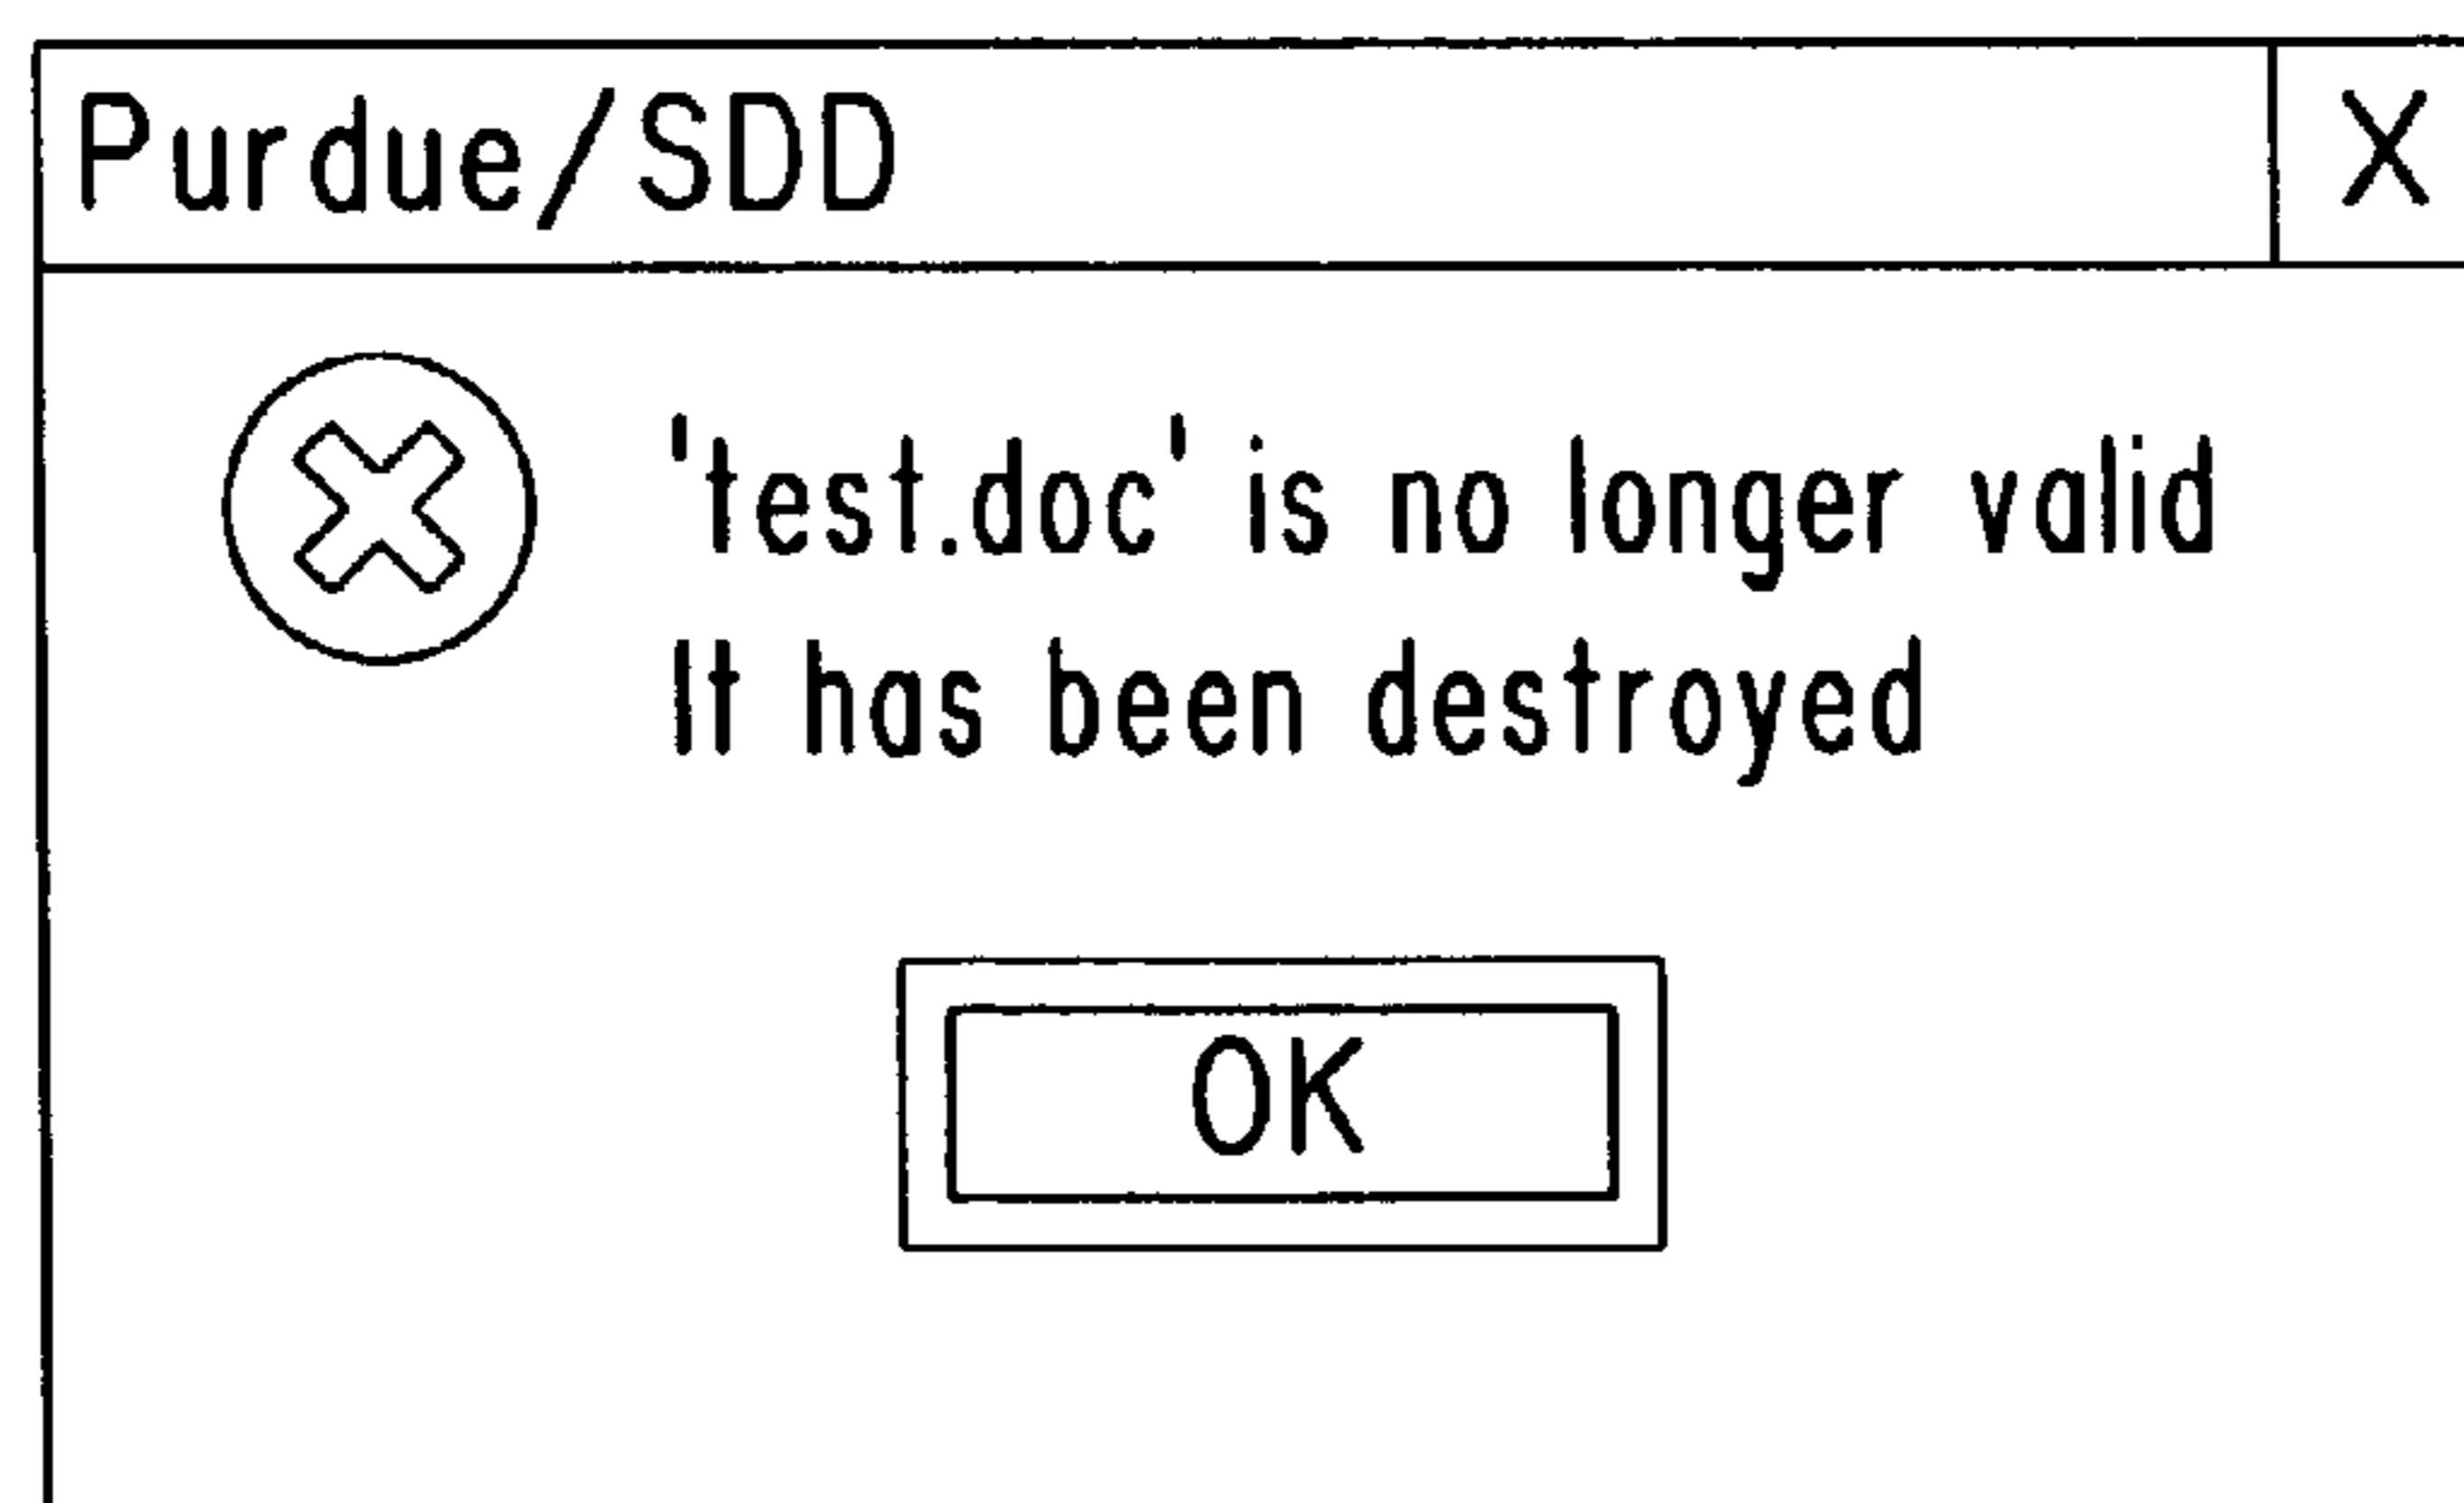 Purdue/SDD X
'test.doc' is no longer valid
It has been destroyed
OK